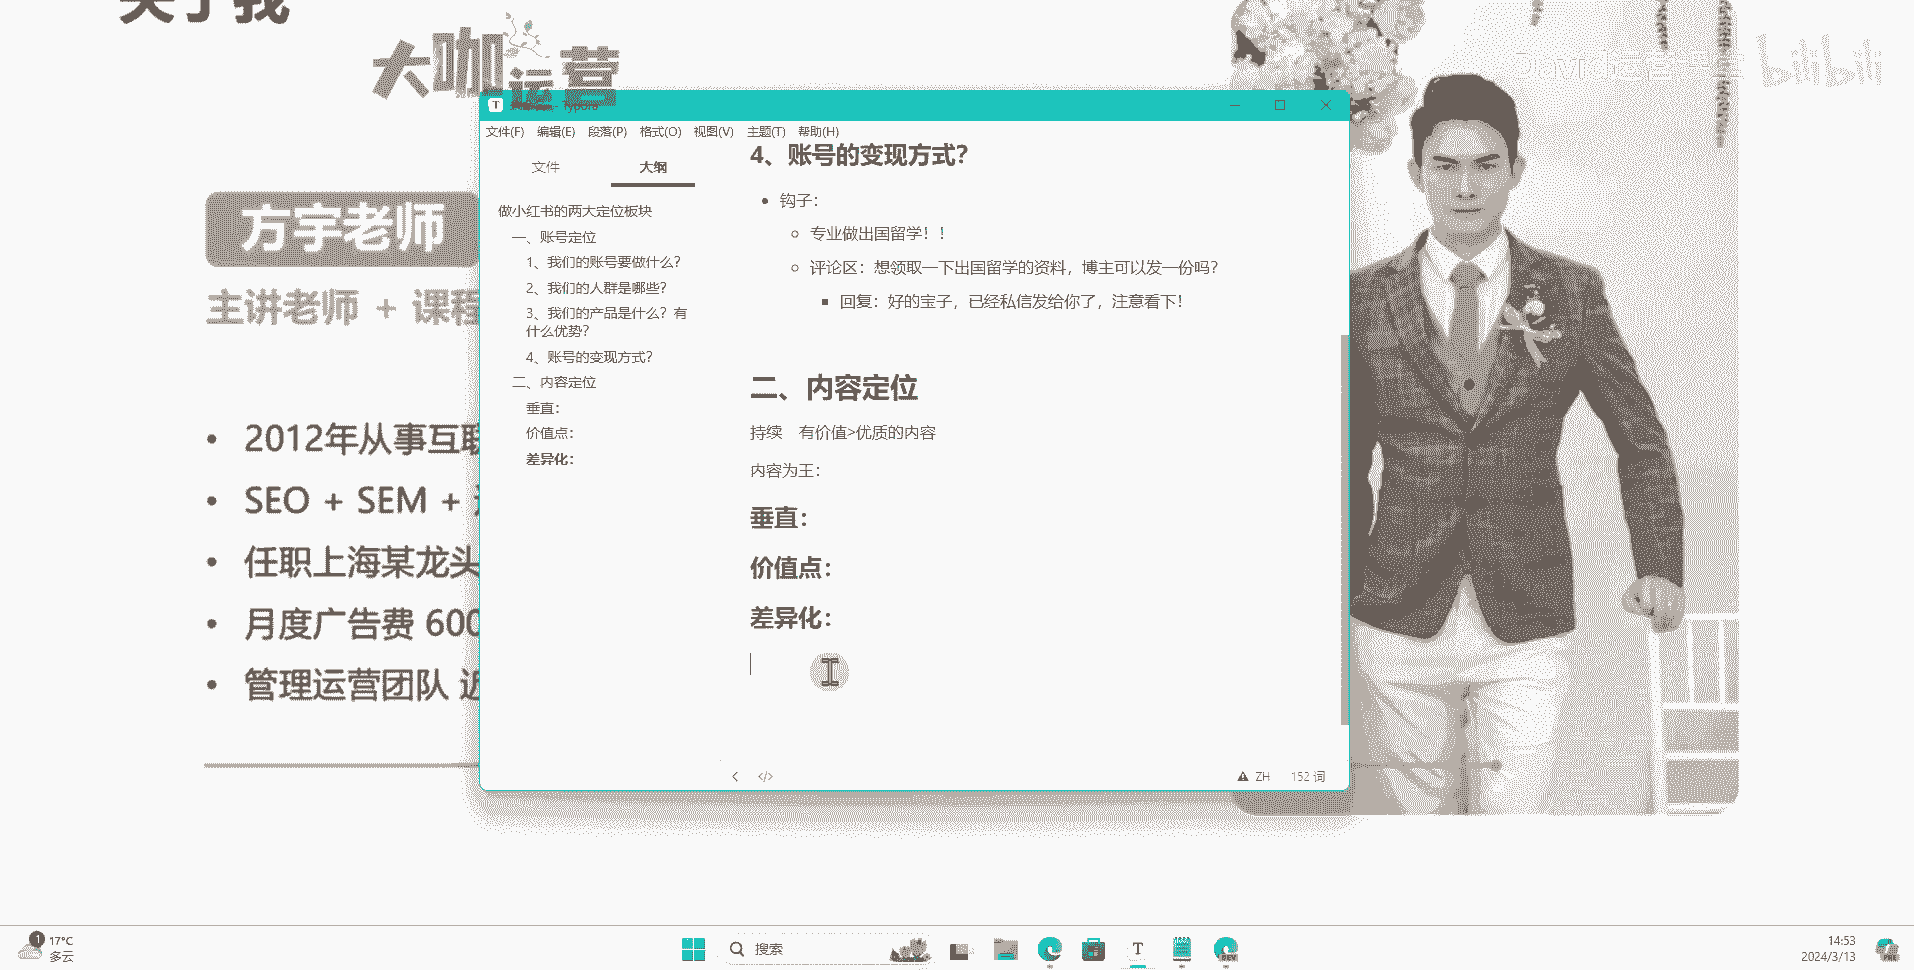 大咖运营
bilibili
方宇老师
主讲老师 + 课程
2012年从事互联
SEO + SEM +
任职上海某龙头
月度广告费 600
管理运营团队 近
文件(F) 编辑(E) 段落(P) 格式(O) 视图(V) 主题(T) 帮助(H)
文件 大纲
做小红书的两大定位板块
一、账号定位
1、我们的账号要做什么？
2、我们的人群是哪些？
3、我们的产品是什么？有
什么优势？
4、账号的变现方式？
二、内容定位
垂直：
价值点：
差异化：
4、账号的变现方式？
钩子：
专业做出国留学！！
评论区：想领取一下出国留学的资料，博主可以发一份吗？
回复：好的宝子，已经私信发给你了，注意看下！
二、内容定位
持续 有价值>优质的内容
内容为王：
垂直：
价值点：
差异化：
ZH 152 词
1
17°C
多云
搜索
T
DEV
14:53
2024/3/13
PRE